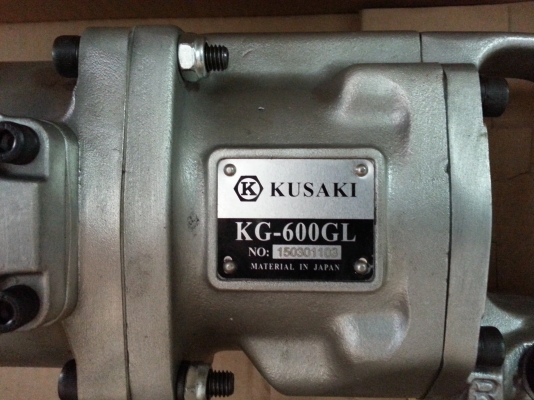 K KUSAKI
KG-600GL
NO: 150301103
MATERIAL IN JAPAN
R